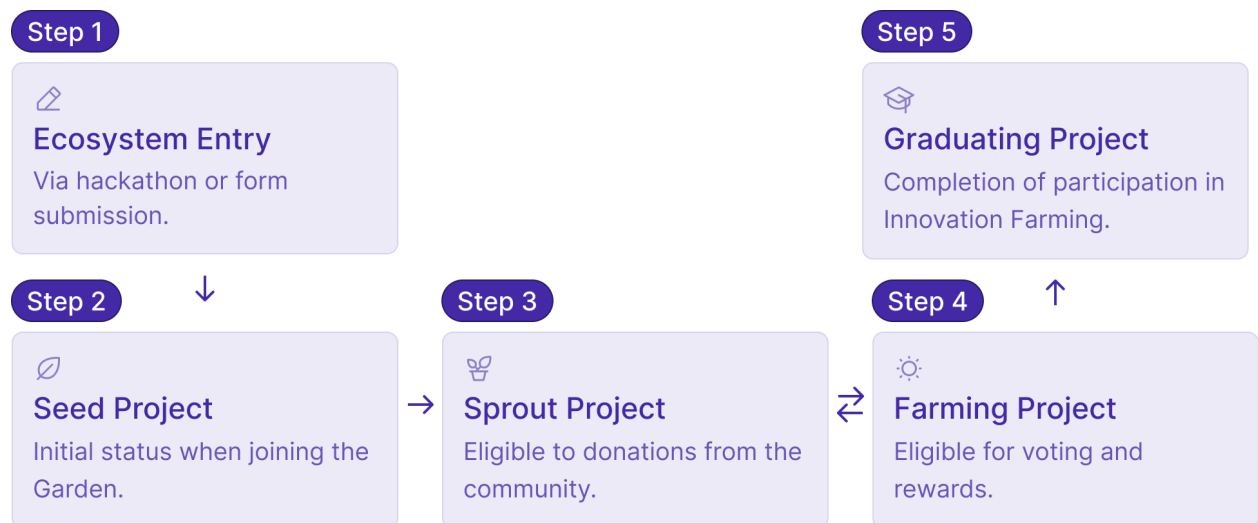 Step 1
Ecosystem Entry
Via hackathon or form
submission.
Step 2
Seed Project
Initial status when joining the
Garden.
Step 3
Sprout Project
Eligible to donations from the
community.
Step 4
Farming Project
Eligible for voting and
rewards.
Step 5
Graduating Project
Completion of participation in
Innovation Farming.